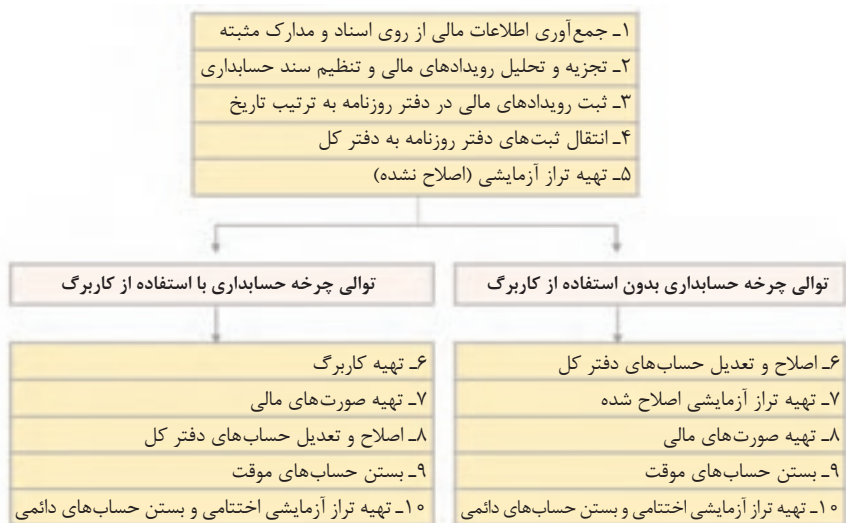 ۱ـ جمع‌آوری اطلاعات مالی از روی اسناد و مدارک مثبته
۲ـ تجزیه و تحلیل رویدادهای مالی و تنظیم سند حسابداری
۳ـ ثبت رویدادهای مالی در دفتر روزنامه به ترتیب تاریخ
۴ـ انتقال ثبت‌های دفتر روزنامه به دفتر کل
۵ـ تهیه تراز آزمایشی (اصلاح نشده)
توالی چرخه حسابداری بدون استفاده از کاربرگ
۶ـ اصلاح و تعدیل حساب‌های دفتر کل
۷ـ تهیه تراز آزمایشی اصلاح شده
۸ـ تهیه صورت‌های مالی
۹ـ بستن حساب‌های موقت
۱۰ـ تهیه تراز آزمایشی اختتامی و بستن حساب‌های دائمی
توالی چرخه حسابداری با استفاده از کاربرگ
۶ـ تهیه کاربرگ
۷ـ تهیه صورت‌های مالی
۸ـ اصلاح و تعدیل حساب‌های دفتر کل
۹ـ بستن حساب‌های موقت
۱۰ـ تهیه تراز آزمایشی اختتامی و بستن حساب‌های دائمی